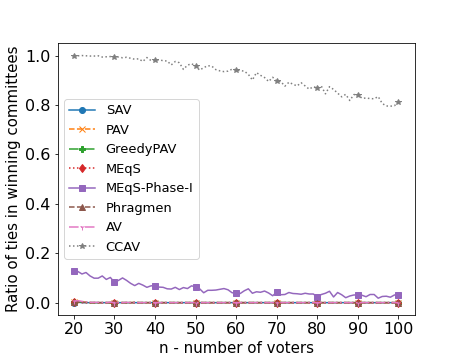 Ratio of ties in winning committees
1.0
0.8
0.6
0.4
0.2
0.0
SAV
PAV
GreedyPAV
MEqS
MEqS-Phase-I
Phragmen
AV
CCAV
20 30 40 50 60 70 80 90 100
n - number of voters